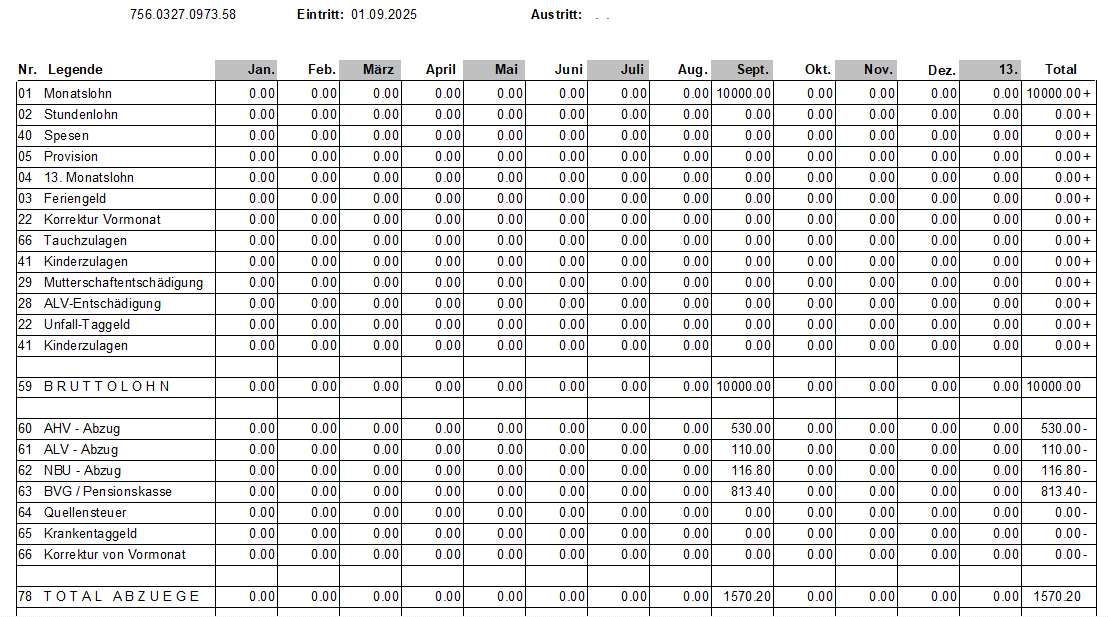 756.0327.0973.58 Eintritt: 01.09.2025 Austritt: . .
Nr. Legende Jan. Feb. März April Mai Juni Juli Aug. Sept. Okt. Nov. Dez. 13. Total
01 Monatslohn 0.00 0.00 0.00 0.00 0.00 0.00 0.00 0.00 10000.00 0.00 0.00 0.00 0.00 10000.00+
02 Stundenlohn 0.00 0.00 0.00 0.00 0.00 0.00 0.00 0.00 0.00 0.00 0.00 0.00 0.00 0.00+
40 Spesen 0.00 0.00 0.00 0.00 0.00 0.00 0.00 0.00 0.00 0.00 0.00 0.00 0.00 0.00+
05 Provision 0.00 0.00 0.00 0.00 0.00 0.00 0.00 0.00 0.00 0.00 0.00 0.00 0.00 0.00+
04 13. Monatslohn 0.00 0.00 0.00 0.00 0.00 0.00 0.00 0.00 0.00 0.00 0.00 0.00 0.00 0.00+
03 Feriengeld 0.00 0.00 0.00 0.00 0.00 0.00 0.00 0.00 0.00 0.00 0.00 0.00 0.00 0.00+
22 Korrektur Vormonat 0.00 0.00 0.00 0.00 0.00 0.00 0.00 0.00 0.00 0.00 0.00 0.00 0.00 0.00+
66 Tauchzulagen 0.00 0.00 0.00 0.00 0.00 0.00 0.00 0.00 0.00 0.00 0.00 0.00 0.00 0.00+
41 Kinderzulagen 0.00 0.00 0.00 0.00 0.00 0.00 0.00 0.00 0.00 0.00 0.00 0.00 0.00 0.00+
29 Mutterschaftentschädigung 0.00 0.00 0.00 0.00 0.00 0.00 0.00 0.00 0.00 0.00 0.00 0.00 0.00 0.00+
28 ALV-Entschädigung 0.00 0.00 0.00 0.00 0.00 0.00 0.00 0.00 0.00 0.00 0.00 0.00 0.00 0.00+
22 Unfall-Taggeld 0.00 0.00 0.00 0.00 0.00 0.00 0.00 0.00 0.00 0.00 0.00 0.00 0.00 0.00+
41 Kinderzulagen 0.00 0.00 0.00 0.00 0.00 0.00 0.00 0.00 0.00 0.00 0.00 0.00 0.00 0.00+
59 BRUTTOLOHN 0.00 0.00 0.00 0.00 0.00 0.00 0.00 0.00 10000.00 0.00 0.00 0.00 0.00 10000.00
60 AHV - Abzug 0.00 0.00 0.00 0.00 0.00 0.00 0.00 0.00 530.00 0.00 0.00 0.00 0.00 530.00-
61 ALV - Abzug 0.00 0.00 0.00 0.00 0.00 0.00 0.00 0.00 110.00 0.00 0.00 0.00 0.00 110.00-
62 NBU - Abzug 0.00 0.00 0.00 0.00 0.00 0.00 0.00 0.00 116.80 0.00 0.00 0.00 0.00 116.80-
63 BVG / Pensionskasse 0.00 0.00 0.00 0.00 0.00 0.00 0.00 0.00 813.40 0.00 0.00 0.00 0.00 813.40-
64 Quellensteuer 0.00 0.00 0.00 0.00 0.00 0.00 0.00 0.00 0.00 0.00 0.00 0.00 0.00 0.00-
65 Krankentaggeld 0.00 0.00 0.00 0.00 0.00 0.00 0.00 0.00 0.00 0.00 0.00 0.00 0.00 0.00-
66 Korrektur von Vormonat 0.00 0.00 0.00 0.00 0.00 0.00 0.00 0.00 0.00 0.00 0.00 0.00 0.00 0.00-
78 TOTAL ABZUEGE 0.00 0.00 0.00 0.00 0.00 0.00 0.00 0.00 1570.20 0.00 0.00 0.00 0.00 1570.20